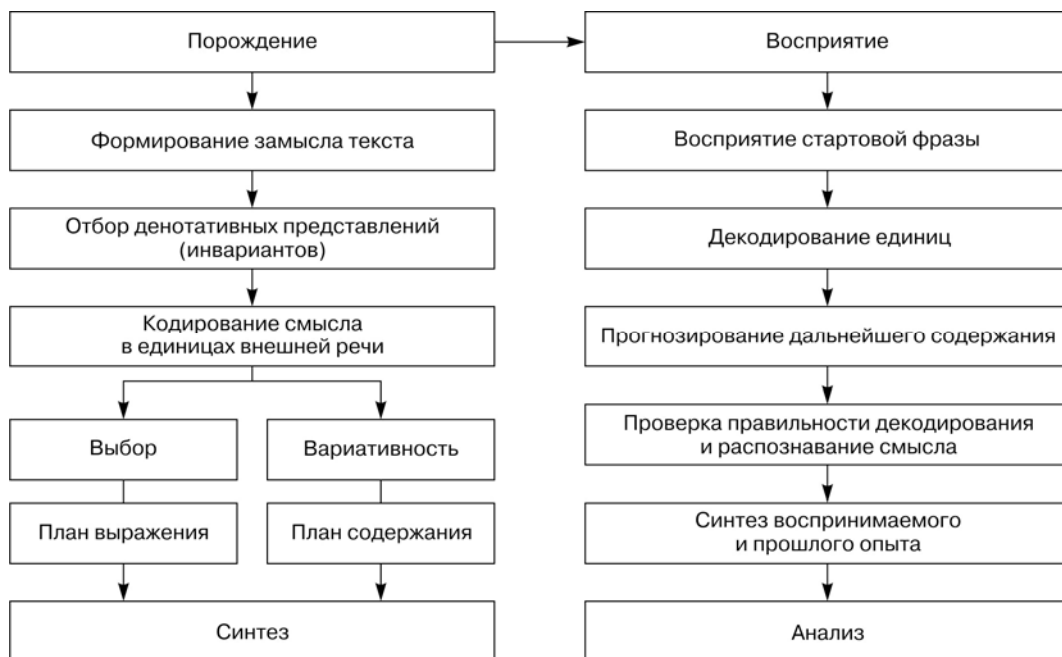 Порождение
Восприятие
Формирование замысла текста
Восприятие стартовой фразы
Отбор денотативных представлений
(инвариантов)
Декодирование единиц
Кодирование смысла
в единицах внешней речи
Прогнозирование дальнейшего содержания
Выбор
Вариативность
Проверка правильности декодирования
и распознавание смысла
План выражения
План содержания
Синтез воспринимаемого
и прошлого опыта
Синтез
Анализ